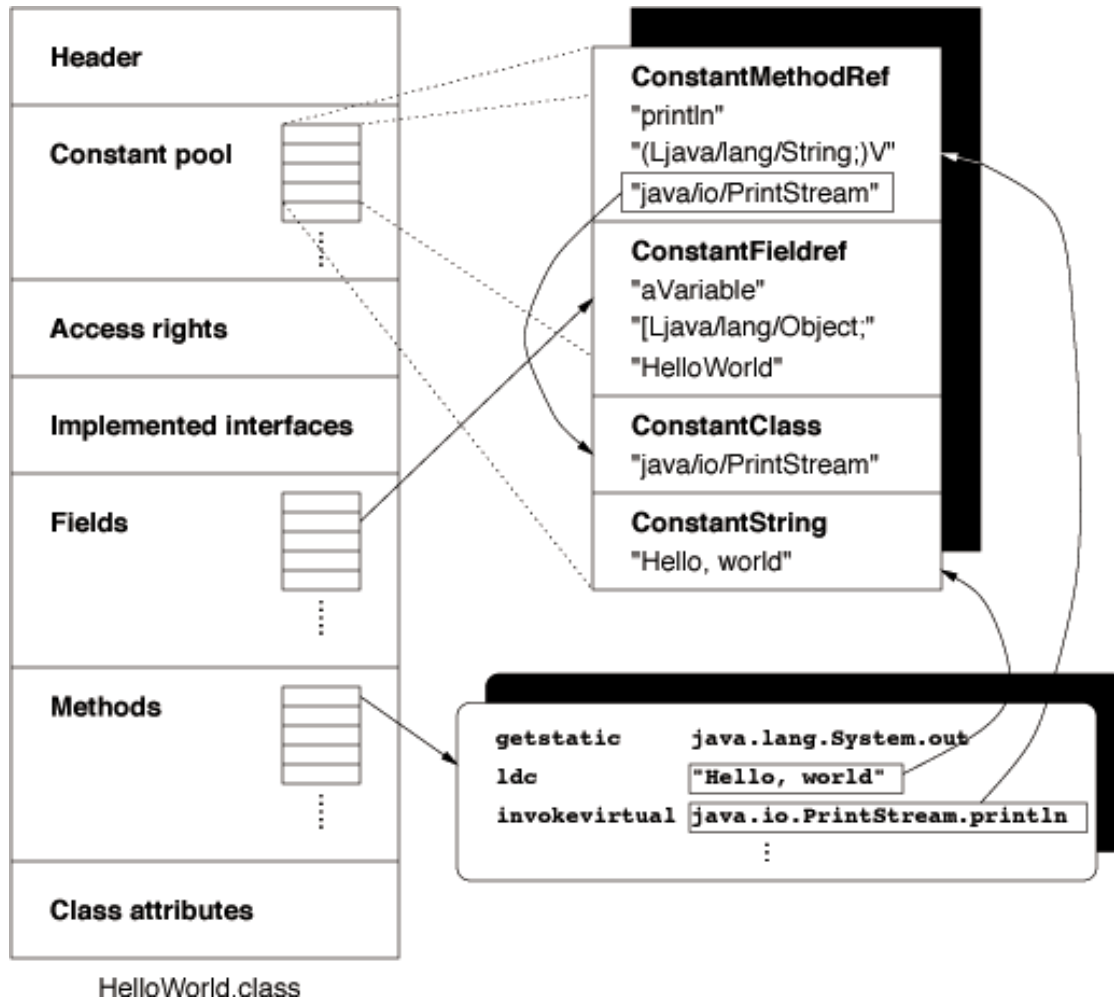 Header
Constant pool
Access rights
Implemented interfaces
Fields
Methods
Class attributes
HelloWorld.class
ConstantMethodRef
"println"
"(Ljava/lang/String;)V"
"java/io/PrintStream"
ConstantFieldref
"aVariable"
"[Ljava/lang/Object;"
"HelloWorld"
ConstantClass
"java/io/PrintStream"
ConstantString
"Hello, world"
getstatic java.lang.System.out
ldc "Hello, world"
invokevirtual java.io.PrintStream.println